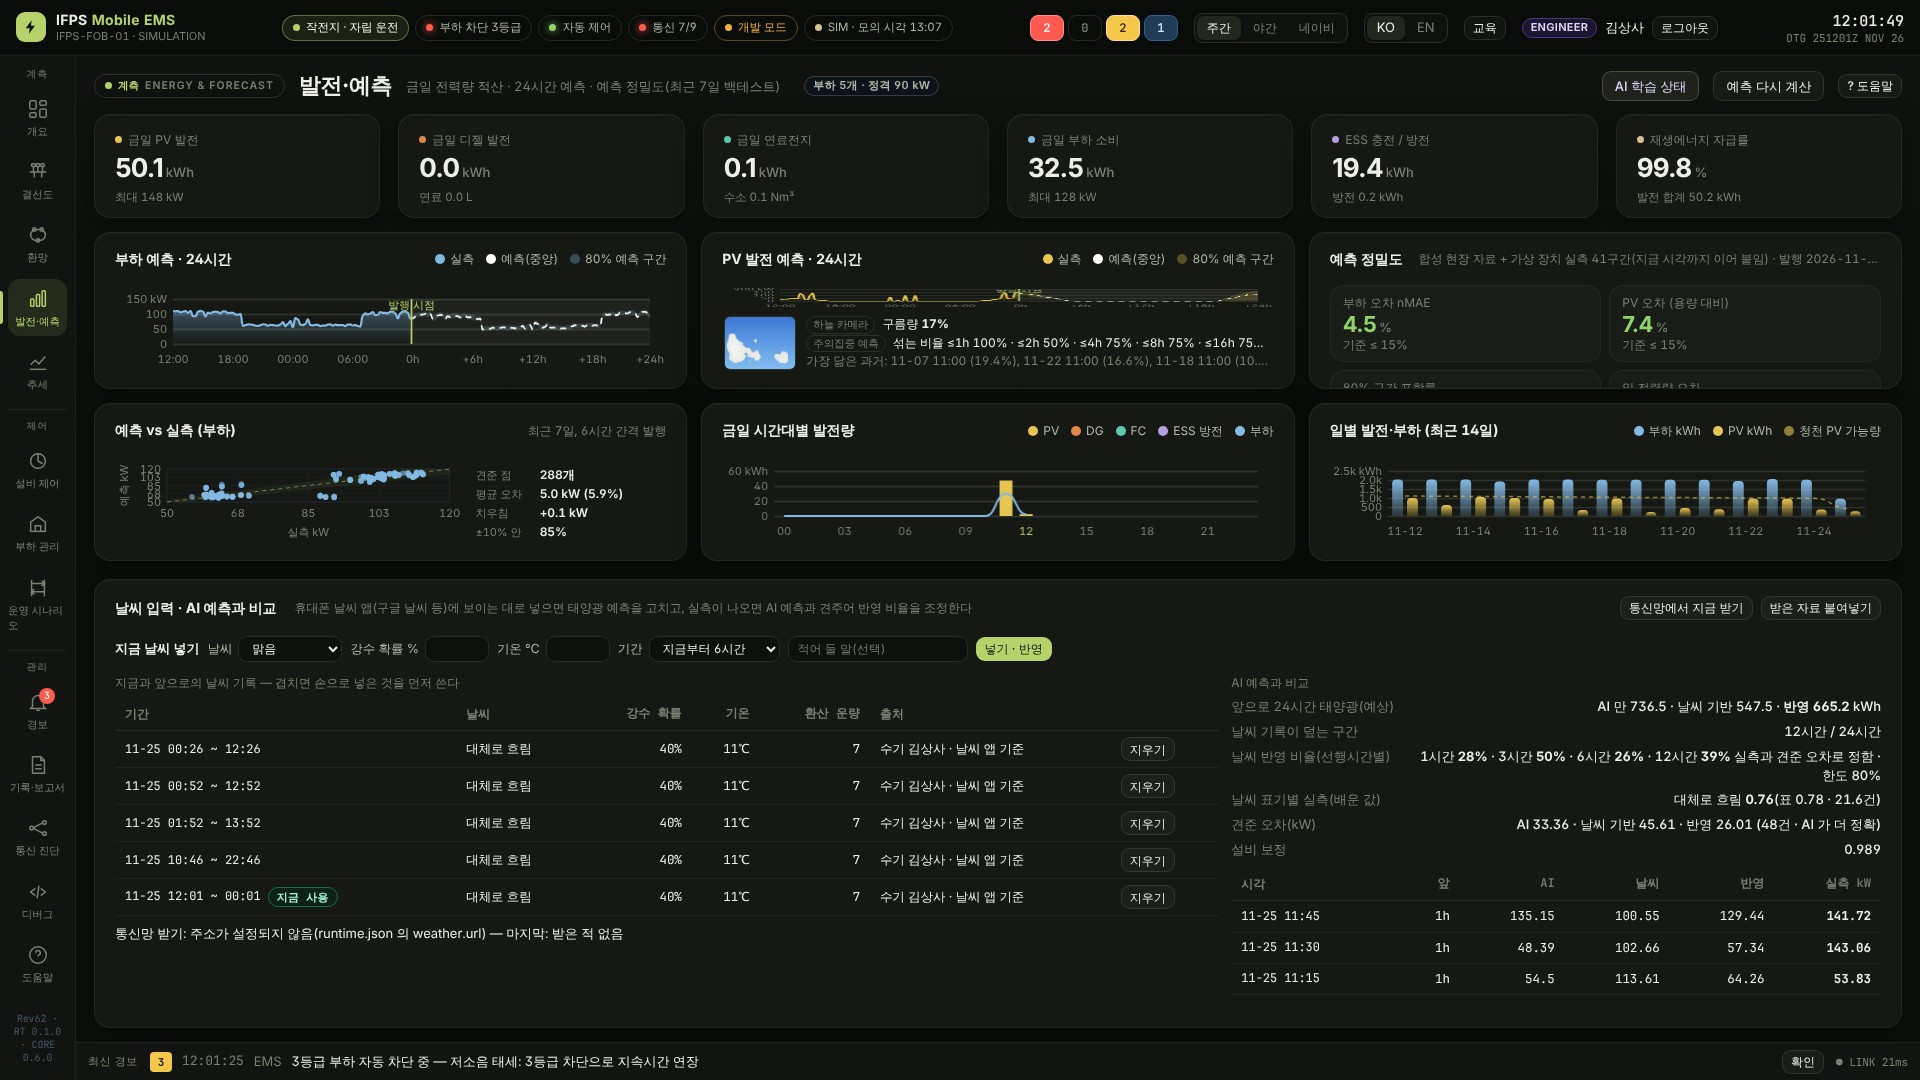 IFPS Mobile EMS
IFPS-FOB-01 · SIMULATION
작전지 · 자립 운전
부하 차단 3등급
자동 제어
통신 7/9
개발 모드
SIM · 모의 시각 13:07
2 0 2 1
주간 야간 네이비
KO EN
교육
ENGINEER 김상사 로그아웃
12:01:49
DTG 251201Z NOV 26
계측
개요
결선도
환망
발전·예측
추세
제어
설비 제어
부하 관리
운영 시나리오
관리
3
경보
기록·보고서
통신 진단
디버그
도움말
Rev62 ·
RT 0.1.0
· CORE
0.6.0
계측 ENERGY & FORECAST
발전·예측
금일 전력량 적산 · 24시간 예측 · 예측 정밀도(최근 7일 백테스트)
부하 5개 · 정격 90 kW
AI 학습 상태
예측 다시 계산
? 도움말
금일 PV 발전
50.1 kWh
최대 148 kW
금일 디젤 발전
0.0 kWh
연료 0.0 L
금일 연료전지
0.1 kWh
수소 0.1 Nm³
금일 부하 소비
32.5 kWh
최대 128 kW
ESS 충전 / 방전
19.4 kWh
방전 0.2 kWh
재생에너지 자급률
99.8 %
발전 합계 50.2 kWh
부하 예측 · 24시간
실측 예측(중앙) 80% 예측 구간
발행 시점
150 kW
100
50
0
12:00 18:00 00:00 06:00 0h +6h +12h +18h +24h
PV 발전 예측 · 24시간
실측 예측(중앙) 80% 예측 구간
하늘 카메라 구름량 17%
주의집중 예측 섞는 비율 ≤1h 100% · ≤2h 50% · ≤4h 75% · ≤8h 75% · ≤16h 75…
가장 닮은 과거: 11-07 11:00 (19.4%), 11-22 11:00 (16.6%), 11-18 11:00 (10.…
예측 정밀도
합성 현장 자료 + 가상 장치 실측 41구간(지금 시각까지 이어 붙임) · 발행 2026-11-…
부하 오차 nMAE
4.5 %
기준 ≤ 15%
PV 오차 (용량 대비)
7.4 %
기준 ≤ 15%
예측 vs 실측 (부하)
최근 7일, 6시간 간격 발행
예측 kW
120
103
85
68
50
50 68 85 103 120
실측 kW
견준 점 288개
평균 오차 5.0 kW (5.9%)
치우침 +0.1 kW
±10% 안 85%
금일 시간대별 발전량
PV DG FC ESS 방전 부하
60 kWh
40
20
0
00 03 06 09 12 15 18 21
일별 발전·부하 (최근 14일)
부하 kWh PV kWh 청천 PV 가능량
2.5k kWh
2.0k
1.5k
1.0k
500
0
11-12 11-14 11-16 11-18 11-20 11-22 11-24
날씨 입력 · AI 예측과 비교
휴대폰 날씨 앱(구글 날씨 등)에 보이는 대로 넣으면 태양광 예측을 고치고, 실측이 나오면 AI 예측과 견주어 반영 비율을 조정한다
통신망에서 지금 받기
받은 자료 붙여넣기
지금 날씨 넣기 날씨 맑음 강수 확률 % 기온 ℃ 기간 지금부터 6시간 적어 둘 말(선택) 넣기 · 반영
지금과 앞으로의 날씨 기록 — 겹치면 손으로 넣은 것을 먼저 쓴다
기간 날씨 강수 확률 기온 환산 운량 출처
11-25 00:26 ~ 12:26 대체로 흐림 40% 11℃ 7 수기 김상사 · 날씨 앱 기준 지우기
11-25 00:52 ~ 12:52 대체로 흐림 40% 11℃ 7 수기 김상사 · 날씨 앱 기준 지우기
11-25 01:52 ~ 13:52 대체로 흐림 40% 11℃ 7 수기 김상사 · 날씨 앱 기준 지우기
11-25 10:46 ~ 22:46 대체로 흐림 40% 11℃ 7 수기 김상사 · 날씨 앱 기준 지우기
11-25 12:01 ~ 00:01 지금 사용 대체로 흐림 40% 11℃ 7 수기 김상사 · 날씨 앱 기준 지우기
통신망 받기: 주소가 설정되지 않음(runtime.json 의 weather.url) — 마지막: 받은 적 없음
AI 예측과 비교
앞으로 24시간 태양광(예상) AI 만 736.5 · 날씨 기반 547.5 · 반영 665.2 kWh
날씨 기록이 덮는 구간 12시간 / 24시간
날씨 반영 비율(선행시간별) 1시간 28% · 3시간 50% · 6시간 26% · 12시간 39% 실측과 견준 오차로 정함 ·
한도 80%
날씨 표기별 실측(배운 값) 대체로 흐림 0.76(표 0.78 · 21.6건)
견준 오차(kW) AI 33.36 · 날씨 기반 45.61 · 반영 26.01 (48건 · AI 가 더 정확)
설비 보정 0.989
시각 앞 AI 날씨 반영 실측 kW
11-25 11:45 1h 135.15 100.55 129.44 141.72
11-25 11:30 1h 48.39 102.66 57.34 143.06
11-25 11:15 1h 54.5 113.61 64.26 53.83
최신 경보 3 12:01:25 EMS 3등급 부하 자동 차단 중 — 저소음 태세: 3등급 차단으로 지속시간 연장
확인
LINK 21ms